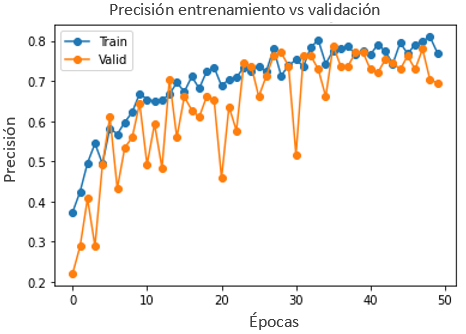 Precisión entrenamiento vs validación
Train
Valid
Precisión
0.8
0.7
0.6
0.5
0.4
0.3
0.2
0 10 20 30 40 50
Épocas